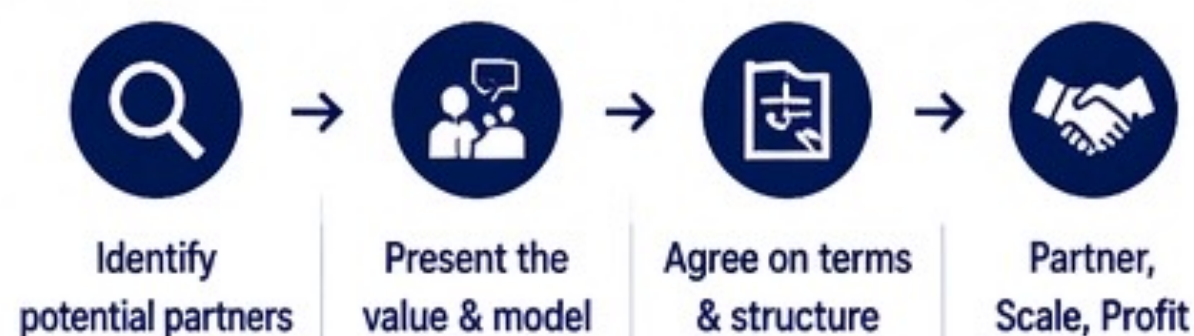 Identify
potential partners
Present the
value & model
Agree on terms
& structure
Partner,
Scale, Profit